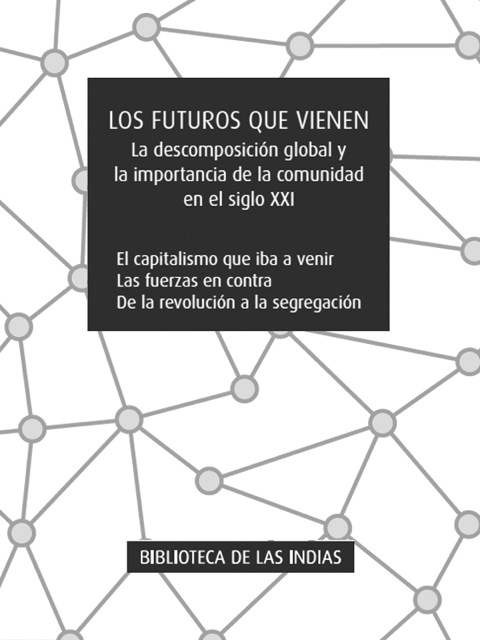 LOS FUTUROS QUE VIENEN
La descomposición global y
la importancia de la comunidad
en el siglo XXI
El capitalismo que iba a venir
Las fuerzas en contra
De la revolución a la segregación
BIBLIOTECA DE LAS INDIAS